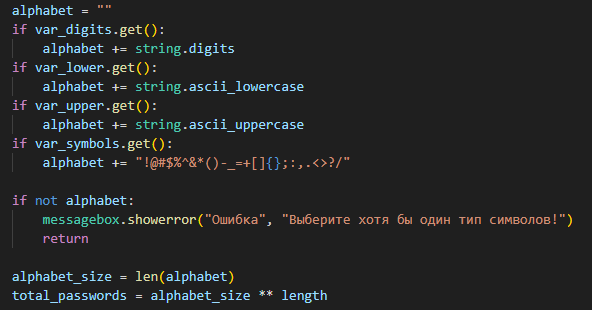 alphabet = ""
if var_digits.get():
    alphabet += string.digits
if var_lower.get():
    alphabet += string.ascii_lowercase
if var_upper.get():
    alphabet += string.ascii_uppercase
if var_symbols.get():
    alphabet += "!@#$%^&*()-_=+[]{};:,.<>?/"

if not alphabet:
    messagebox.showerror("Ошибка", "Выберите хотя бы один тип символов!")
    return

alphabet_size = len(alphabet)
total_passwords = alphabet_size ** length